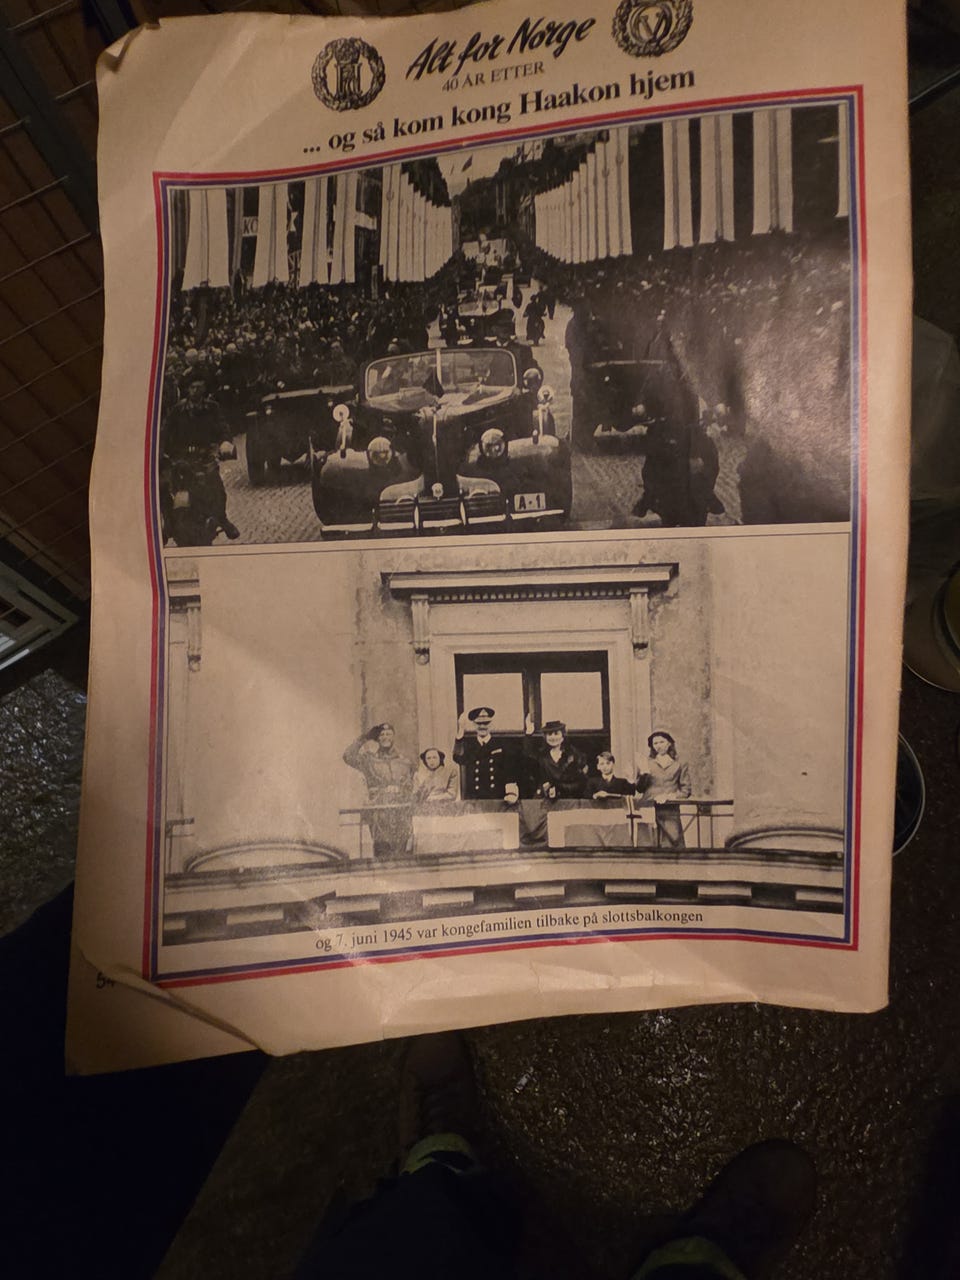 Alt for Norge
40 ÅR ETTER
... og så kom kong Haakon hjem
KO
A-1
og 7. juni 1945 var kongefamilien tilbake på slottsbalkongen